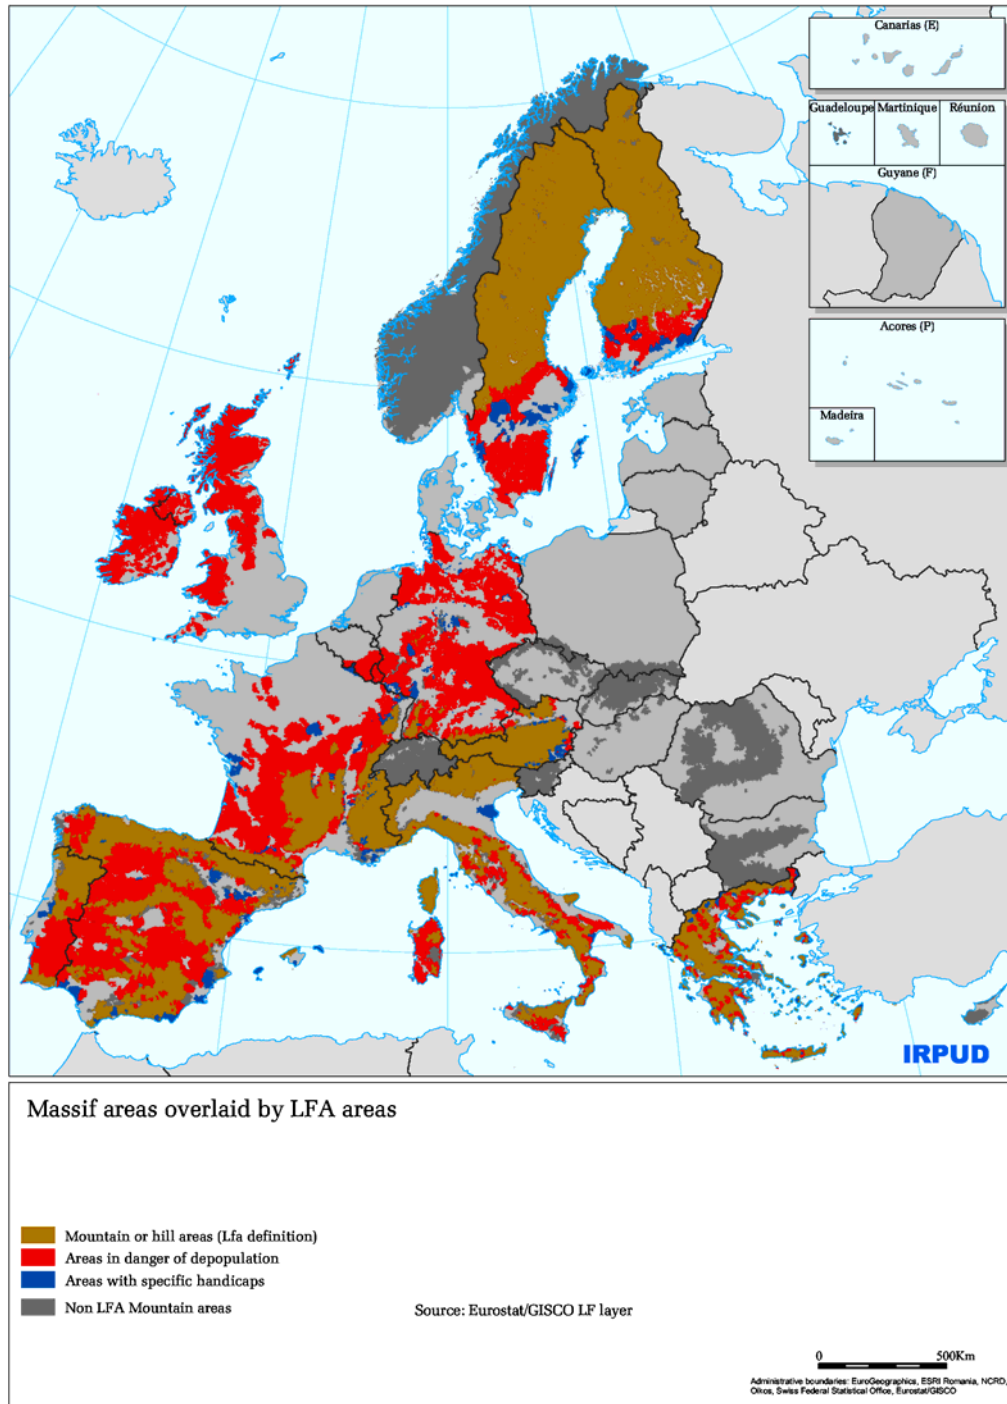 Canarias (E)
Guadeloupe
Martinique
Réunion
Guyane (F)
Acores (P)
Madeira
IRPUD
Massif areas overlaid by LFA areas
Mountain or hill areas (Lfa definition)
Areas in danger of depopulation
Areas with specific handicaps
Non LFA Mountain areas
Source: Eurostat/GISCO LF layer
0 500Km
Administrative boundaries: EuroGeographics, ESRI Romania, NCRD,
Oikos, Swiss Federal Statistical Office, Eurostat/GISCO